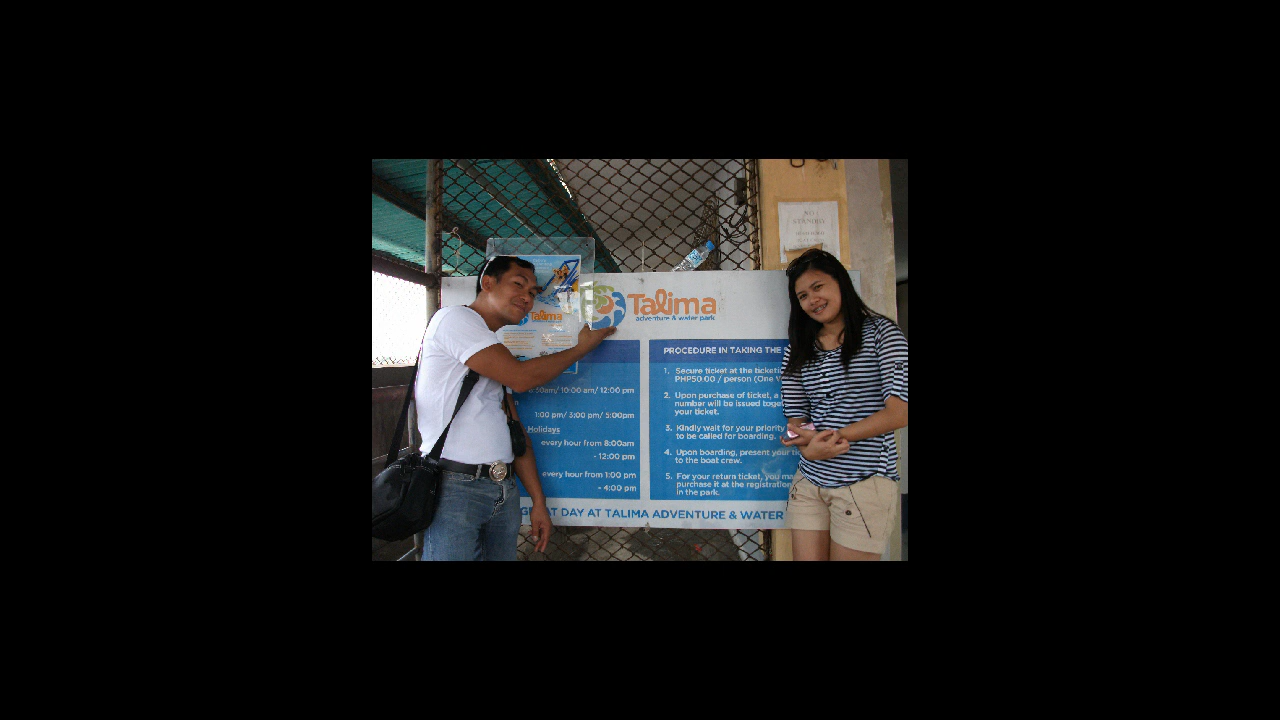 NO
STANDBY
Talima
adventure & water park
Talima
PROCEDURE IN TAKING THE
1. Secure ticket at the ticketi
PHP50.00 / person (One
2. Upon purchase of ticket, a
number will be issued toge
your ticket.
3. Kindly wait for your priority
to be called for boarding.
4. Upon boarding, present your
to the boat crew.
5. For your return ticket, you ma
purchase it at the registration
in the park.
30am/ 10:00 am/ 12:00 pm
1:00 pm/ 3:00 pm/ 5:00pm
Holidays
every hour from 8:00am
- 12:00 pm
every hour from 1:00 pm
- 4:00 pm
DAY AT TALIMA ADVENTURE & WATER